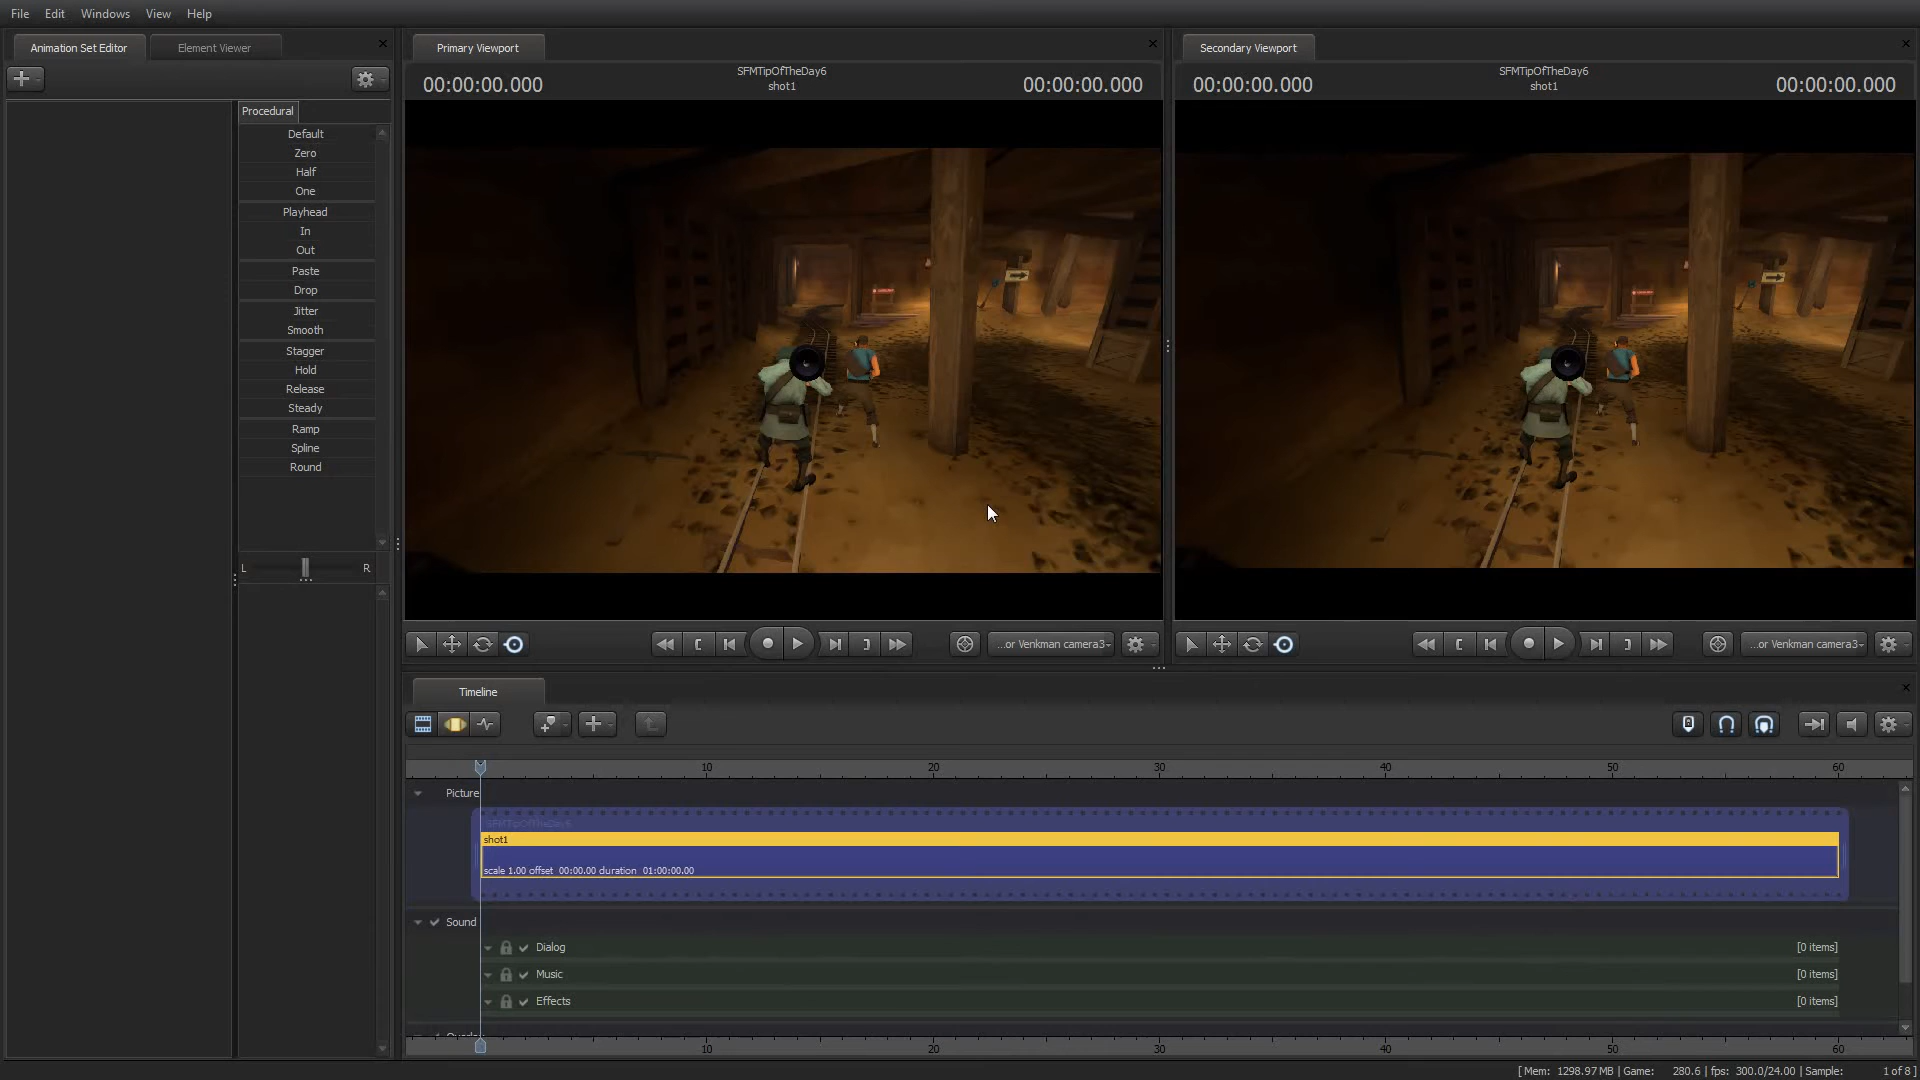 File Edit Windows View Help
Animation Set Editor Element Viewer
Procedural
Default
Zero
Half
One
Playhead
In
Out
Paste
Drop
Jitter
Smooth
Stagger
Hold
Release
Steady
Ramp
Spline
Round
L R
Primary Viewport
SFMTipOfTheDay6
00:00:00.000 shot1 00:00:00.000
...or Venkman camera3
Secondary Viewport
SFMTipOfTheDay6
00:00:00.000 shot1 00:00:00.000
...or Venkman camera3
Timeline
10 20 30 40 50 60
Picture
SFMTipOfTheDay6
shot1
scale 1.00 offset 00:00.00 duration 01:00:00.00
Sound
Dialog [0 items]
Music [0 items]
Effects [0 items]
10 20 30 40 50 60
[ Mem: 1298.97 MB | Game: 280.6 | fps: 300.0/24.00 | Sample: 1 of 8 ]